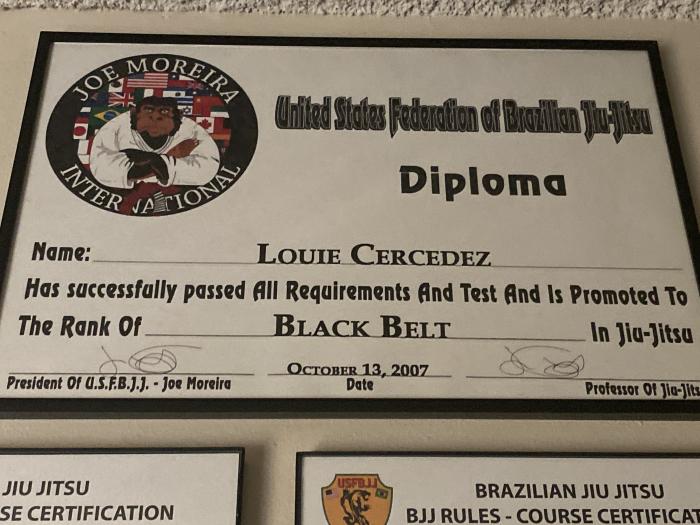 JOE MOREIRA
INTERNATIONAL
United States Federation of Brazilian Jiu-Jitsu
Diploma
Name: LOUIE CERCEDEZ
Has successfully passed All Requirements And Test And Is Promoted To
The Rank Of BLACK BELT In Jiu-Jitsu
OCTOBER 13, 2007
President Of U.S.F.B.J.J. - Joe Moreira Date Professor Of Jiu-Jits
JIU JITSU
SE CERTIFICATION
USFBJJ
BRAZILIAN JIU JITSU
BJJ RULES - COURSE CERTIFICA